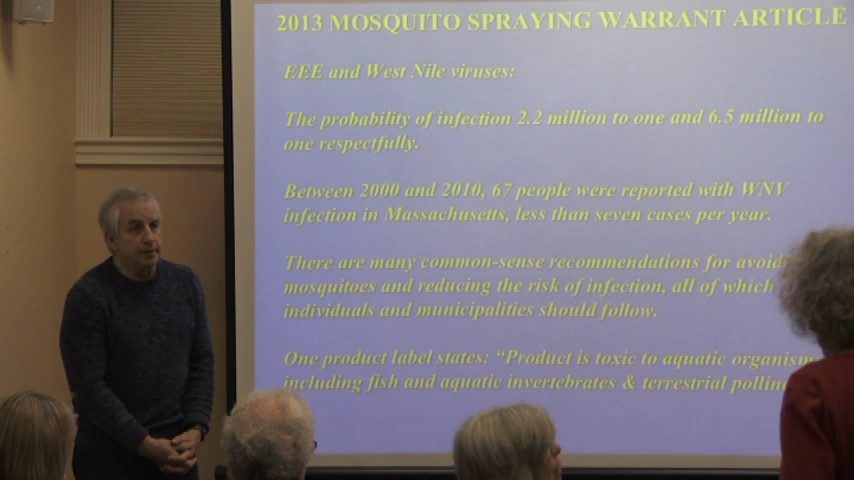 2013 MOSQUITO SPRAYING WARRANT ARTICLE
EEE and West Nile viruses:
The probability of infection 2.2 million to one and 6.5 million to
one respectfully.
Between 2000 and 2010, 67 people were reported with WNV
infection in Massachusetts, less than seven cases per year.
There are many common-sense recommendations for
mosquitoes and reducing the risk of infection, all of which
individuals and municipalities should follow.
One product label states: “Product is toxic to aquatic
including fish and aquatic invertebrates & terrestrial